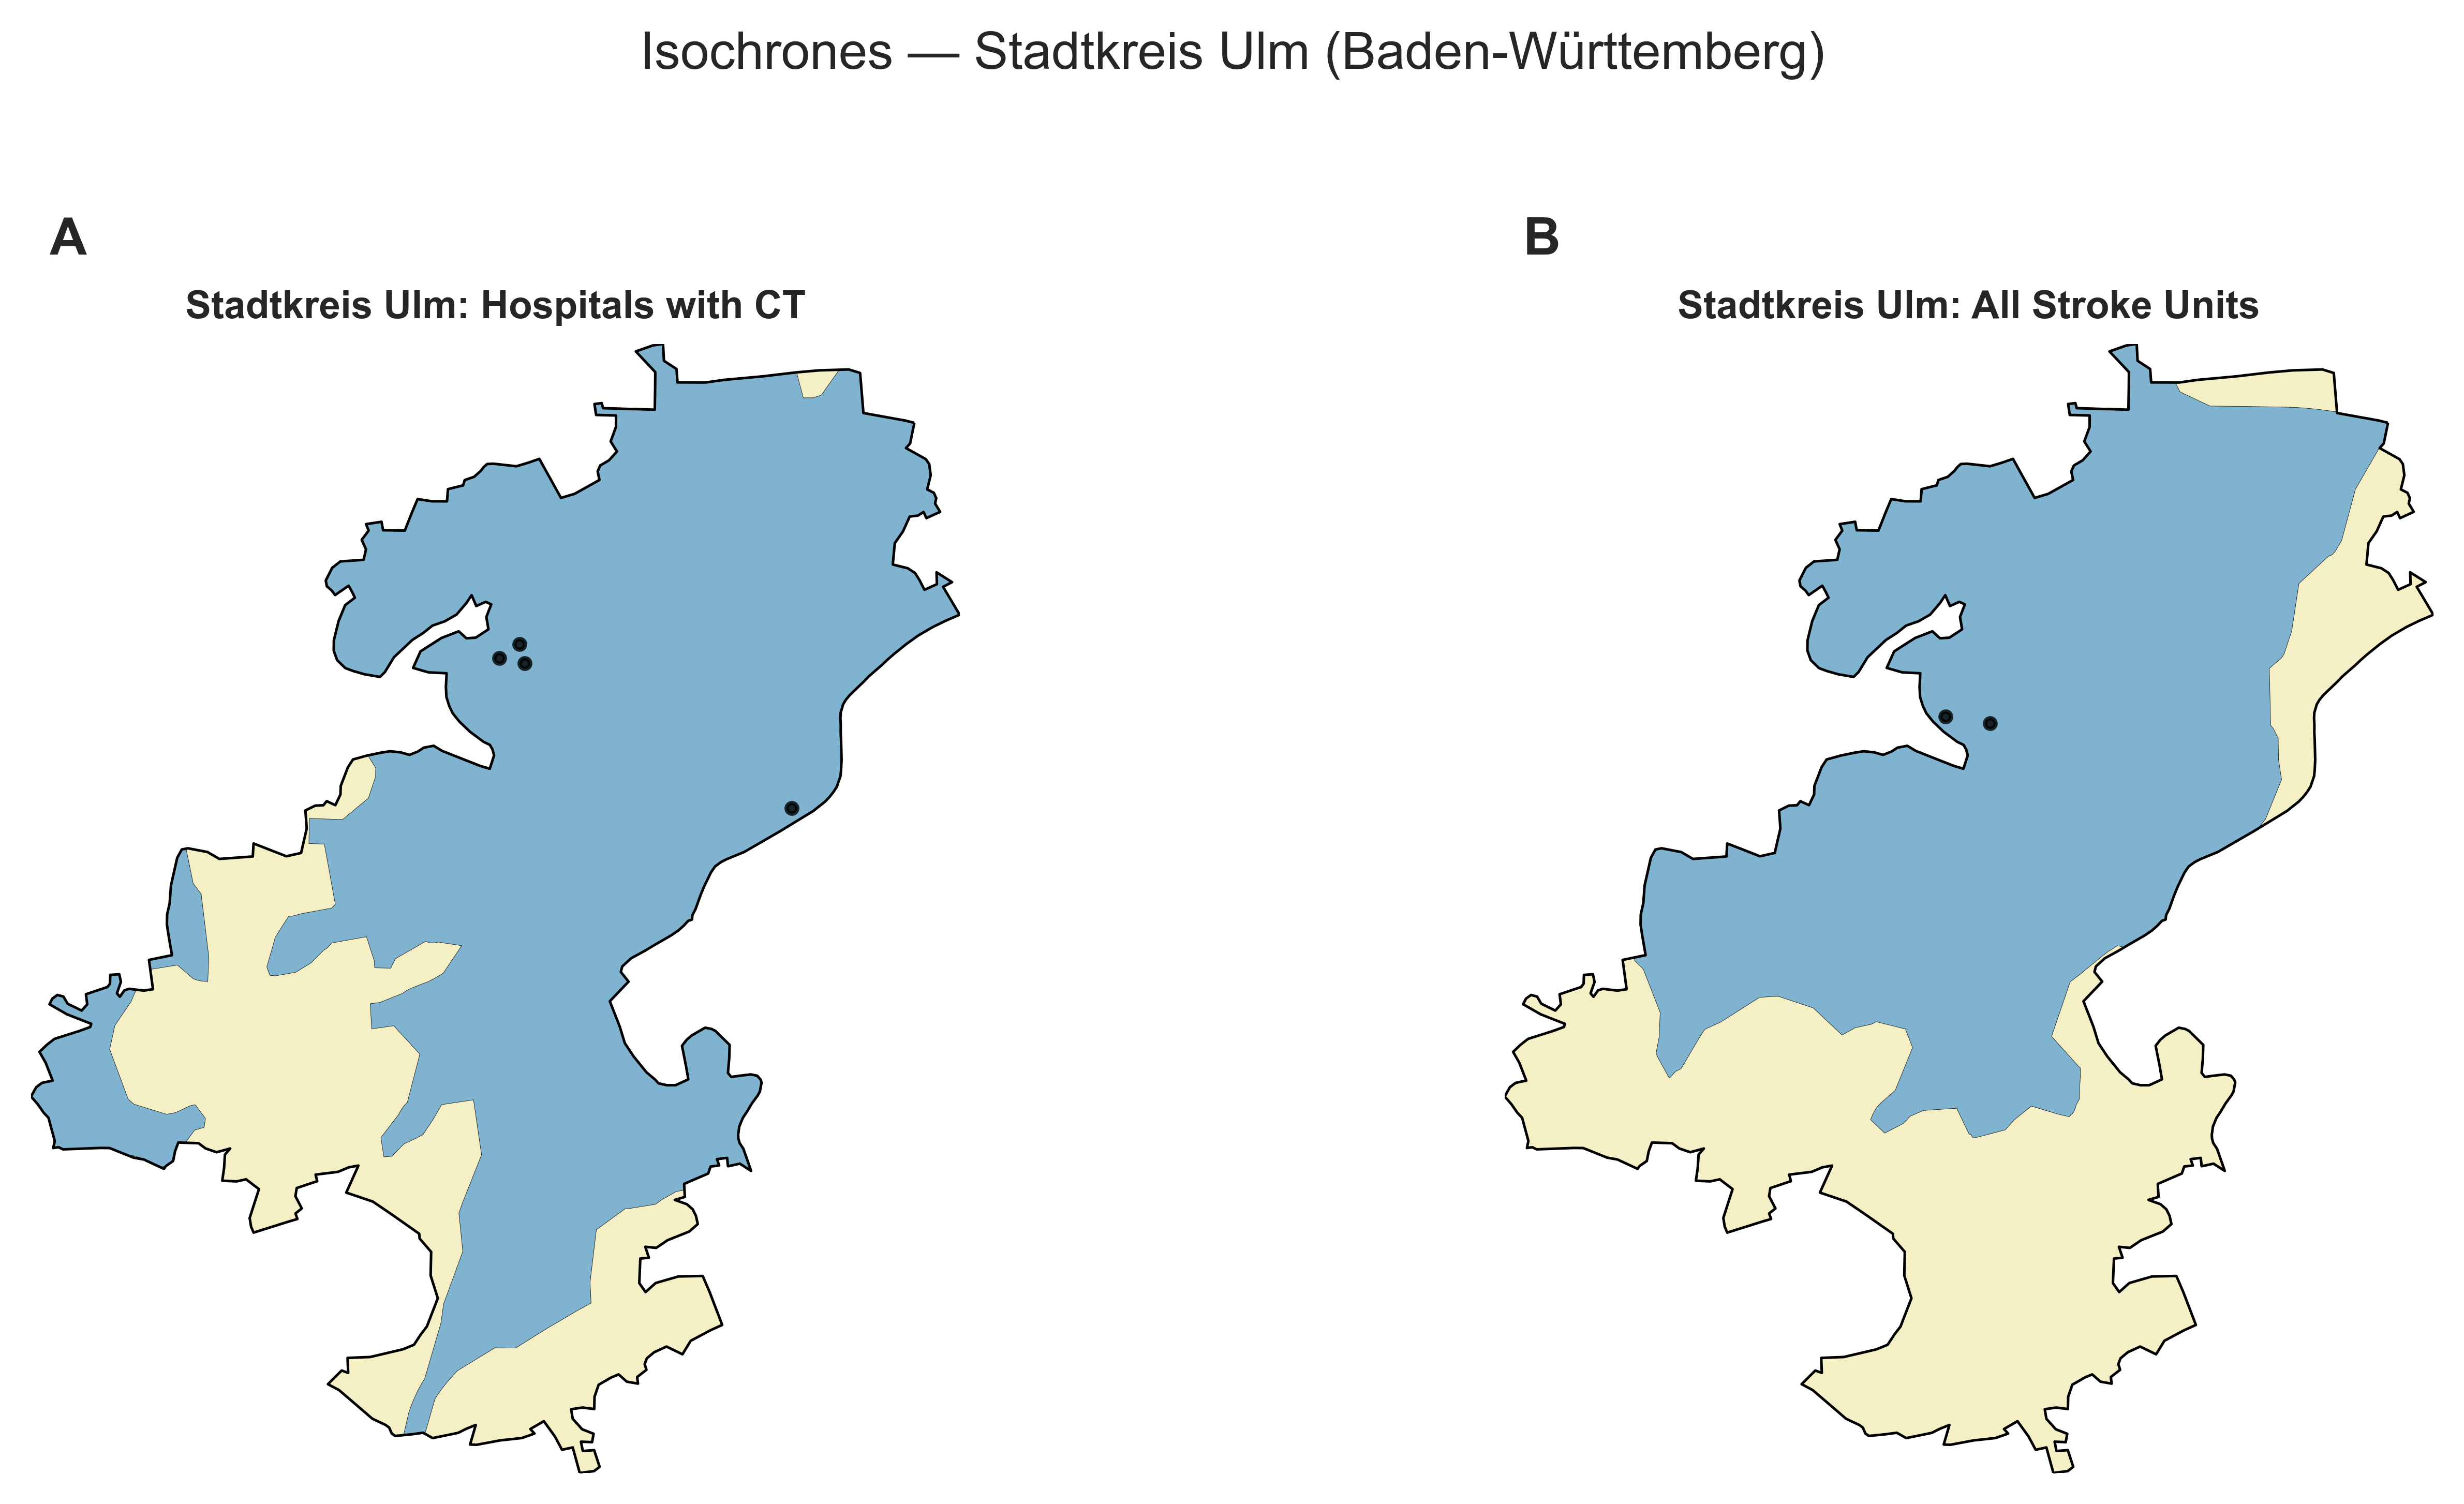 Isochrones — Stadtkreis Ulm (Baden-Württemberg)
A
Stadtkreis Ulm: Hospitals with CT
B
Stadtkreis Ulm: All Stroke Units